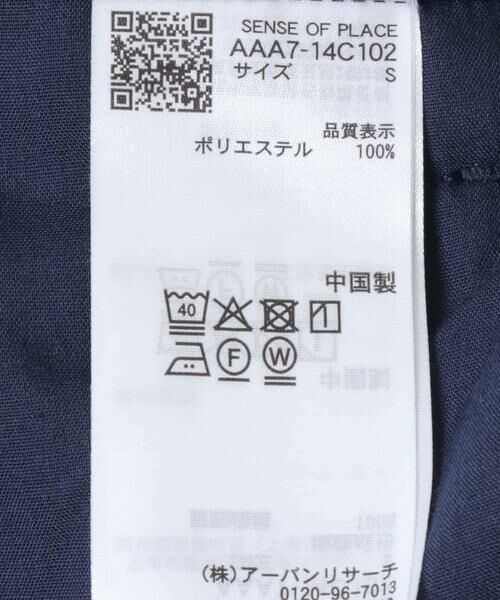 SENSE OF PLACE
AAA7-14C102
サイズ S
品質表示
ポリエステル 100%
中国製
40
F W
(株)アーバンリサーチ
0120-96-7013